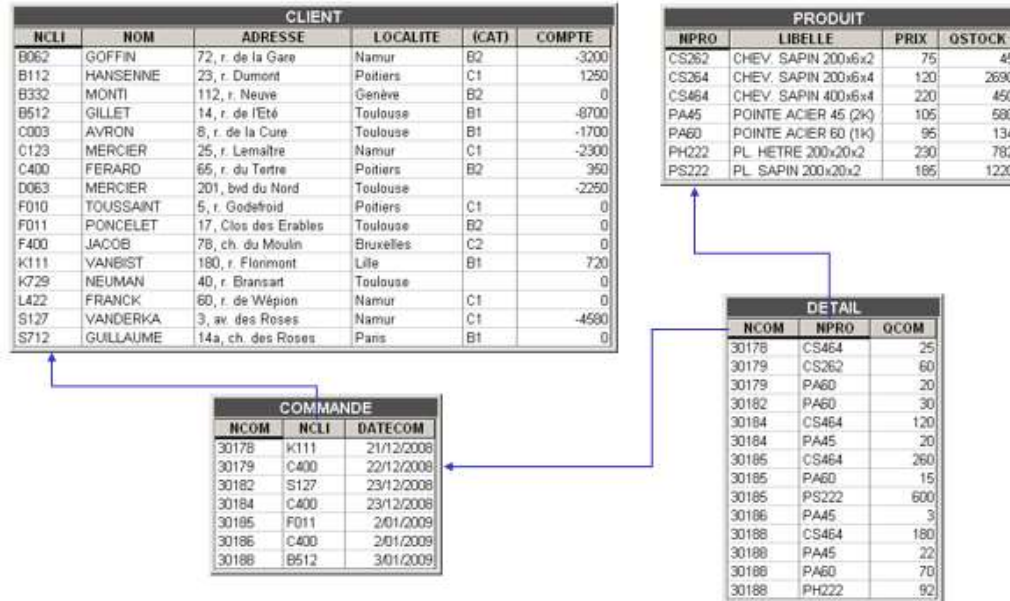 CLIENT
NCLI NOM ADRESSE LOCALITE (CAT) COMPTE
B062 GOFFIN 72, r. de la Gare Namur B2 -3200
B112 HANSENNE 23, r. Dumont Poitiers C1 1250
B332 MONTI 112, r. Neuve Genève B2 0
B512 GILLET 14, r. de l'Eté Toulouse B1 -8700
C003 AVRON 8, r. de la Cure Toulouse B1 -1700
C123 MERCIER 25, r. Lemaître Namur C1 -2300
C400 FERARD 65, r. du Tertre Poitiers B2 350
D063 MERCIER 201, bvd du Nord Toulouse -2250
F010 TOUSSAINT 5, r. Godefroid Poitiers C1 0
F011 PONCELET 17, Clos des Erables Toulouse B2 0
F400 JACOB 78, ch. du Moulin Bruxelles C2 0
K111 VANBIST 180, r. Florimont Lille B1 720
K729 NEUMAN 40, r. Bransart Toulouse 0
L422 FRANCK 60, r. de Wépion Namur C1 0
S127 VANDERKA 3, av. des Roses Namur C1 -4580
S712 GUILLAUME 14a, ch. des Roses Paris B1 0
PRODUIT
NPRO LIBELLE PRIX QSTOCK
CS262 CHEV. SAPIN 200x6x2 75 45
CS264 CHEV. SAPIN 200x6x4 120 2690
CS464 CHEV. SAPIN 400x6x4 220 450
PA45 POINTE ACIER 45 (2K) 105 580
PA60 POINTE ACIER 60 (1K) 95 134
PH222 PL. HETRE 200x20x2 230 782
PS222 PL. SAPIN 200x20x2 185 1220
COMMANDE
NCOM NCLI DATECOM
30178 K111 21/12/2008
30179 C400 22/12/2008
30182 S127 23/12/2008
30184 C400 23/12/2008
30185 F011 2/01/2009
30186 C400 2/01/2009
30188 B512 3/01/2009
DETAIL
NCOM NPRO QCOM
30178 CS464 25
30179 CS262 60
30179 PA60 20
30182 PA60 30
30184 CS464 120
30184 PA45 20
30185 CS464 260
30185 PA60 15
30185 PS222 600
30186 PA45 3
30188 CS464 180
30188 PA45 22
30188 PA60 70
30188 PH222 92